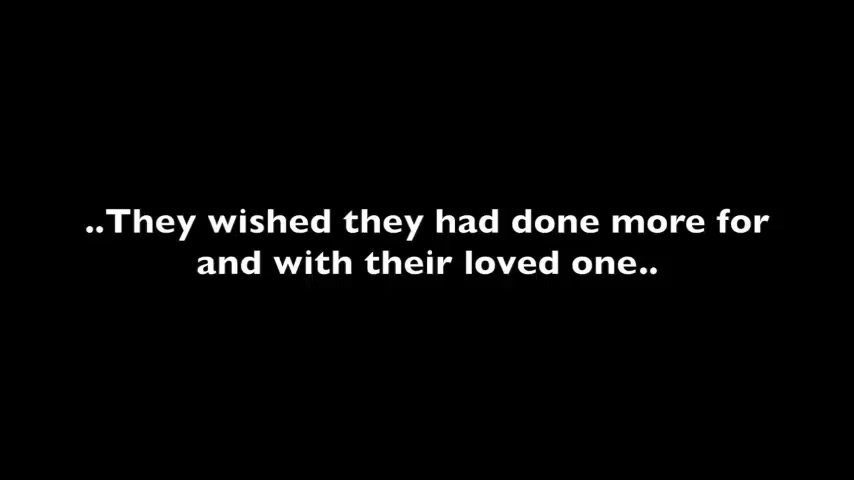 ..They wished they had done more for
and with their loved one..